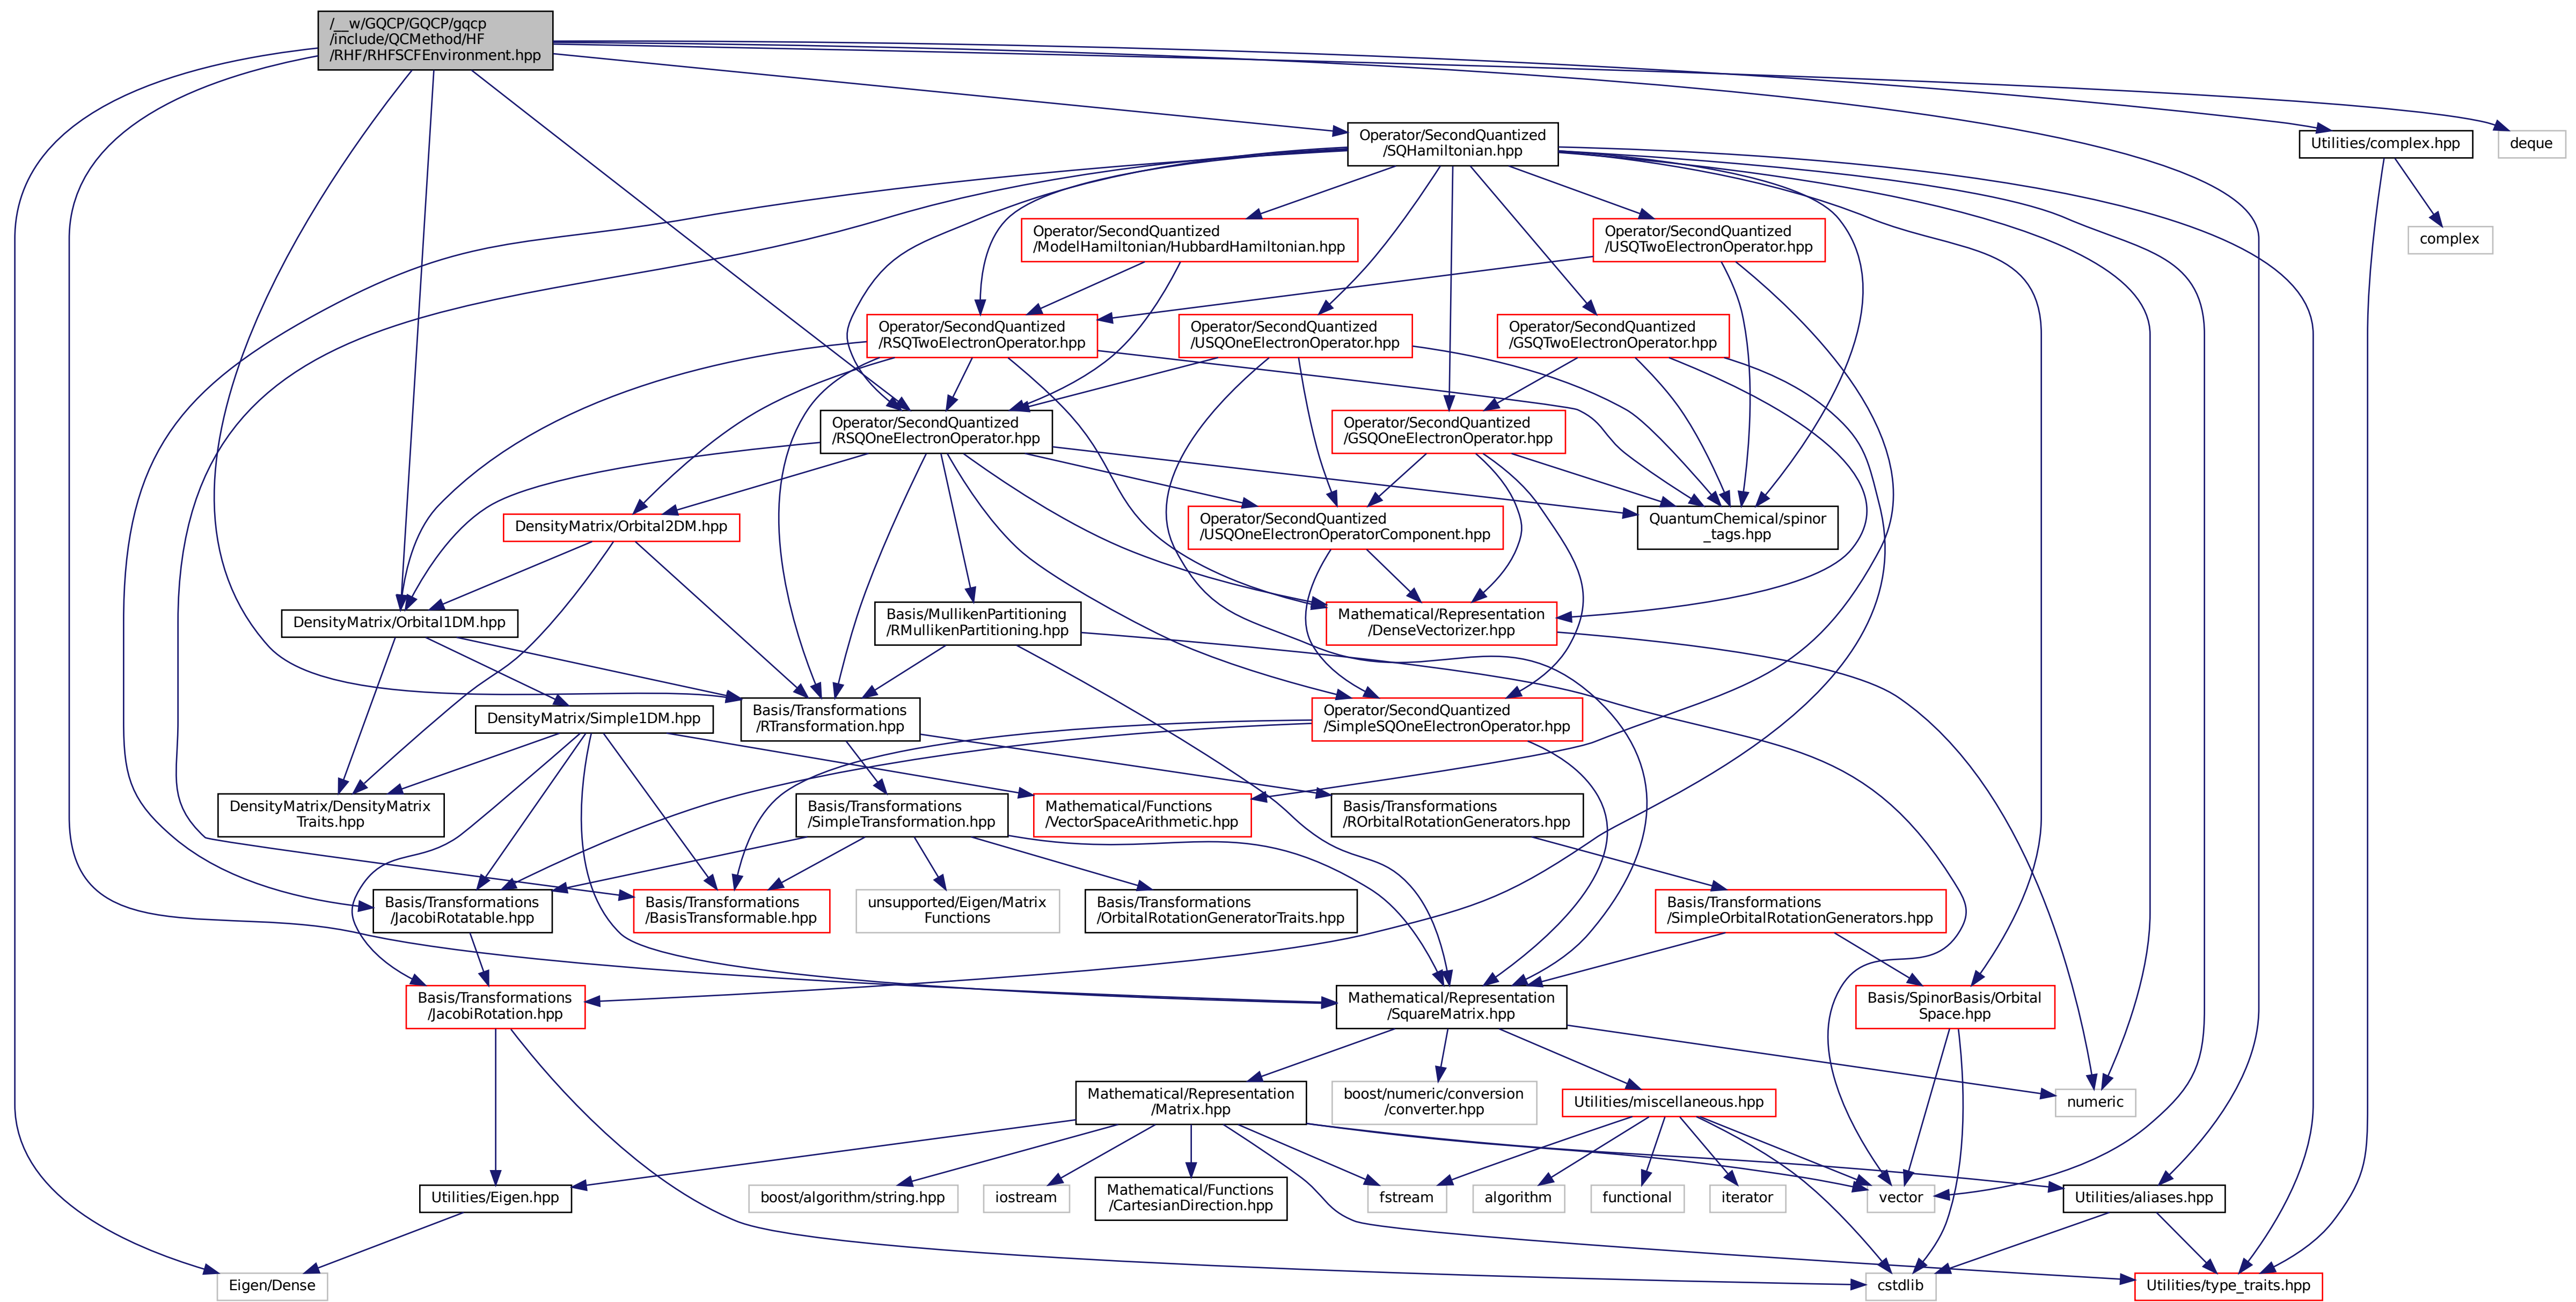 /__w/GQCP/GQCP/gqcp
/include/QCMethod/HF
/RHF/RHFSCFEnvironment.hpp
Operator/SecondQuantized
/SQHamiltonian.hpp
Utilities/complex.hpp
deque
Operator/SecondQuantized
/ModelHamiltonian/HubbardHamiltonian.hpp
Operator/SecondQuantized
/USQTwoElectronOperator.hpp
complex
Operator/SecondQuantized
/RSQTwoElectronOperator.hpp
Operator/SecondQuantized
/USQOneElectronOperator.hpp
Operator/SecondQuantized
/GSQTwoElectronOperator.hpp
Operator/SecondQuantized
/RSQOneElectronOperator.hpp
Operator/SecondQuantized
/GSQOneElectronOperator.hpp
DensityMatrix/Orbital2DM.hpp
Operator/SecondQuantized
/USQOneElectronOperatorComponent.hpp
QuantumChemical/spinor
_tags.hpp
DensityMatrix/Orbital1DM.hpp
Basis/MullikenPartitioning
/RMullikenPartitioning.hpp
Mathematical/Representation
/DenseVectorizer.hpp
DensityMatrix/Simple1DM.hpp
Basis/Transformations
/RTransformation.hpp
Operator/SecondQuantized
/SimpleSQOneElectronOperator.hpp
DensityMatrix/DensityMatrix
Traits.hpp
Basis/Transformations
/SimpleTransformation.hpp
Mathematical/Functions
/VectorSpaceArithmetic.hpp
Basis/Transformations
/ROrbitalRotationGenerators.hpp
Basis/Transformations
/JacobiRotatable.hpp
Basis/Transformations
/BasisTransformable.hpp
unsupported/Eigen/Matrix
Functions
Basis/Transformations
/OrbitalRotationGeneratorTraits.hpp
Basis/Transformations
/SimpleOrbitalRotationGenerators.hpp
Basis/Transformations
/JacobiRotation.hpp
Mathematical/Representation
/SquareMatrix.hpp
Basis/SpinorBasis/Orbital
Space.hpp
Mathematical/Representation
/Matrix.hpp
boost/numeric/conversion
/converter.hpp
Utilities/miscellaneous.hpp
numeric
Utilities/Eigen.hpp
boost/algorithm/string.hpp
iostream
Mathematical/Functions
/CartesianDirection.hpp
fstream
algorithm
functional
iterator
vector
Utilities/aliases.hpp
Eigen/Dense
cstdlib
Utilities/type_traits.hpp